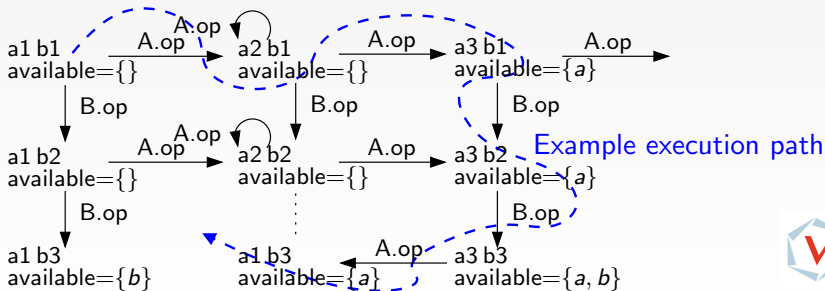 A.op
a1 b1 A.op a2 b1 A.op a3 b1 A.op
available={} available={} available={a}
B.op B.op B.op
A.op
Example execution path
a1 b2 A.op a2 b2 A.op a3 b2
available={} available={} available={a}
B.op B.op
a1 b3 a1 b3 A.op a3 b3
available={b} available={a} available={a, b}